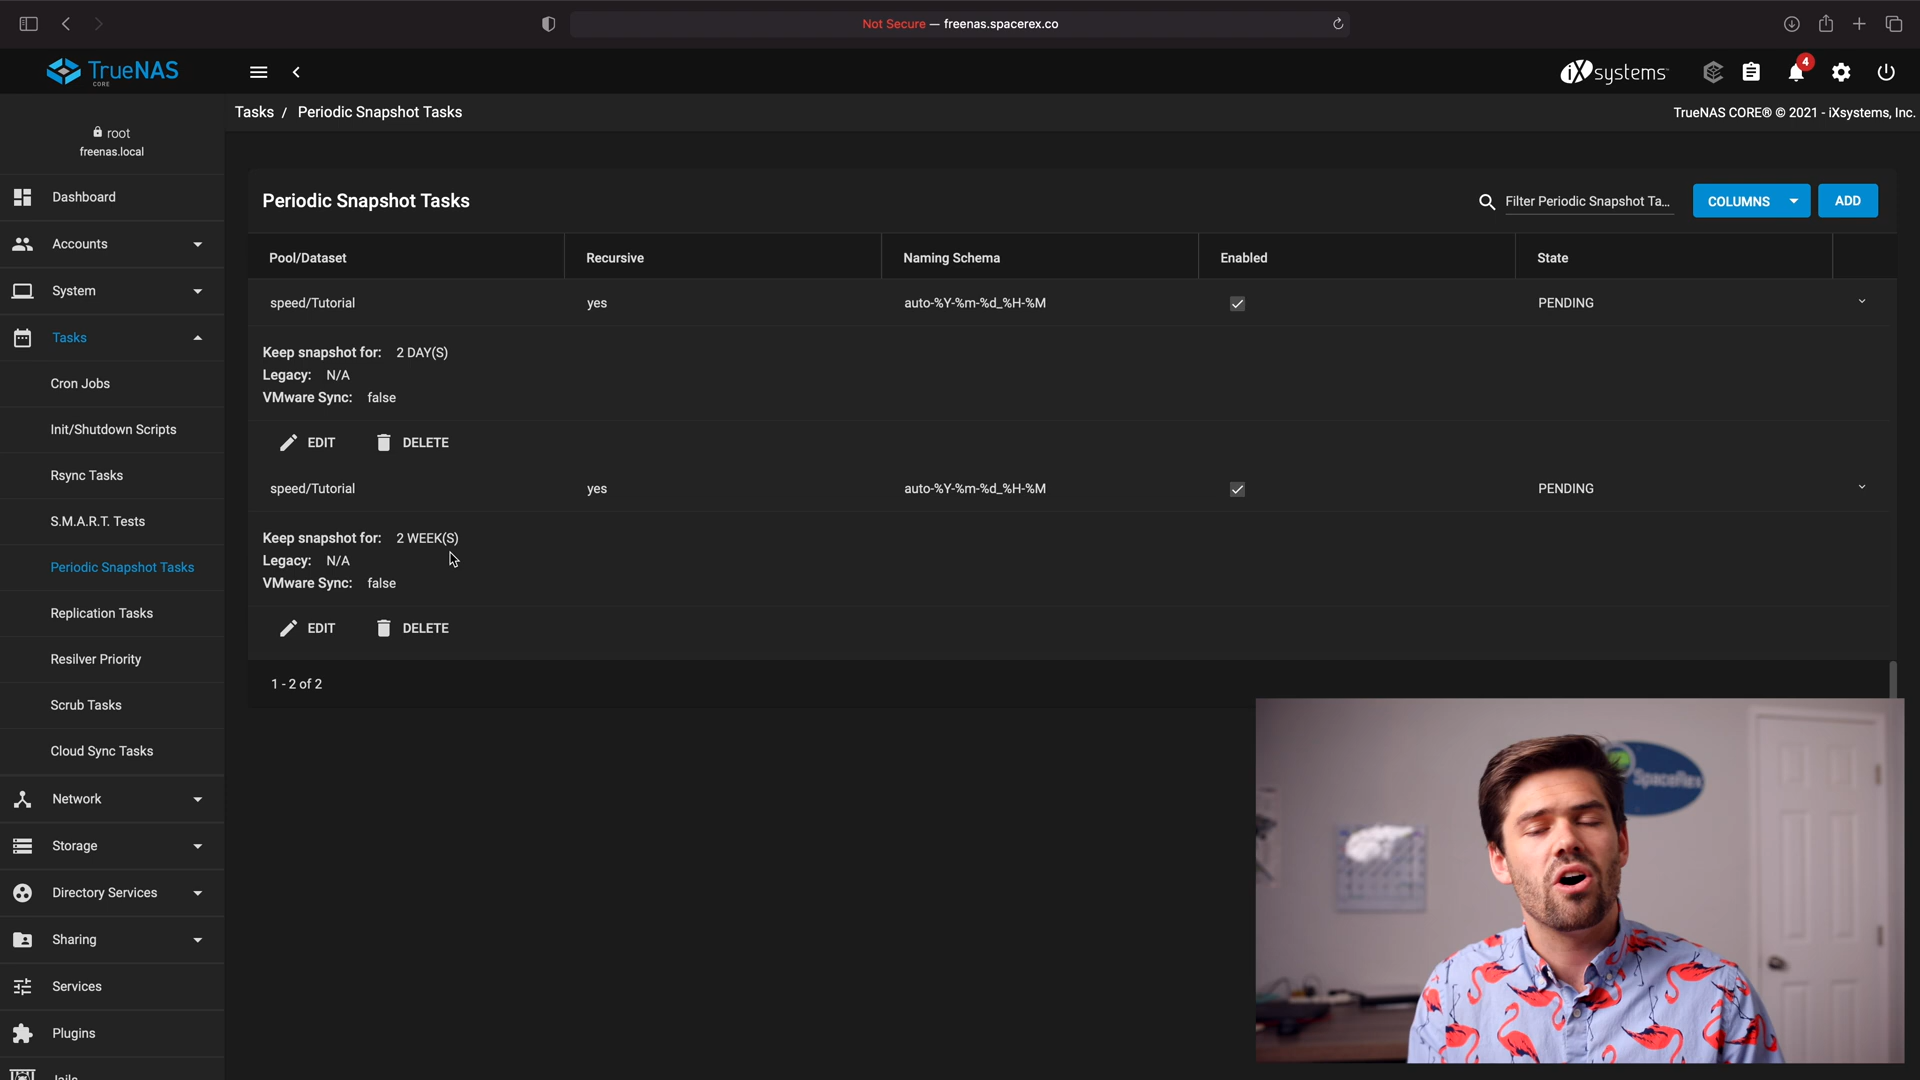 Not Secure — freenas.spacerex.co
TrueNAS
CORE
iXsystems
4
Tasks / Periodic Snapshot Tasks
TrueNAS CORE® © 2021 - iXsystems, Inc.
root
freenas.local
Dashboard
Accounts
System
Tasks
Cron Jobs
Init/Shutdown Scripts
Rsync Tasks
S.M.A.R.T. Tests
Periodic Snapshot Tasks
Replication Tasks
Resilver Priority
Scrub Tasks
Cloud Sync Tasks
Network
Storage
Directory Services
Sharing
Services
Plugins
Jails
Periodic Snapshot Tasks
Filter Periodic Snapshot Ta...
COLUMNS
ADD
Pool/Dataset Recursive Naming Schema Enabled State
speed/Tutorial yes auto-%Y-%m-%d_%H-%M PENDING
Keep snapshot for: 2 DAY(S)
Legacy: N/A
VMware Sync: false
EDIT DELETE
speed/Tutorial yes auto-%Y-%m-%d_%H-%M PENDING
Keep snapshot for: 2 WEEK(S)
Legacy: N/A
VMware Sync: false
EDIT DELETE
1 - 2 of 2
SpaceRex